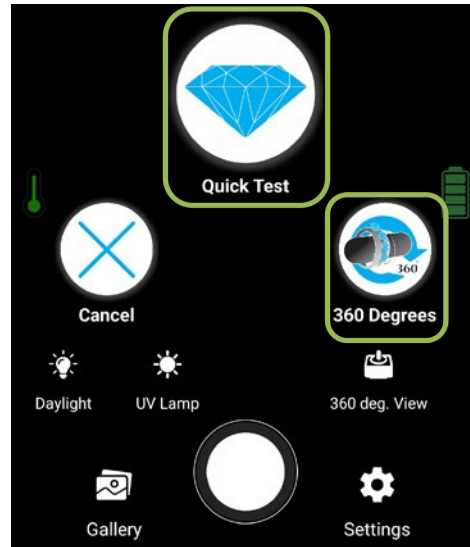 Quick Test
360
Cancel
360 Degrees
Daylight
UV Lamp
360 deg. View
Gallery
Settings